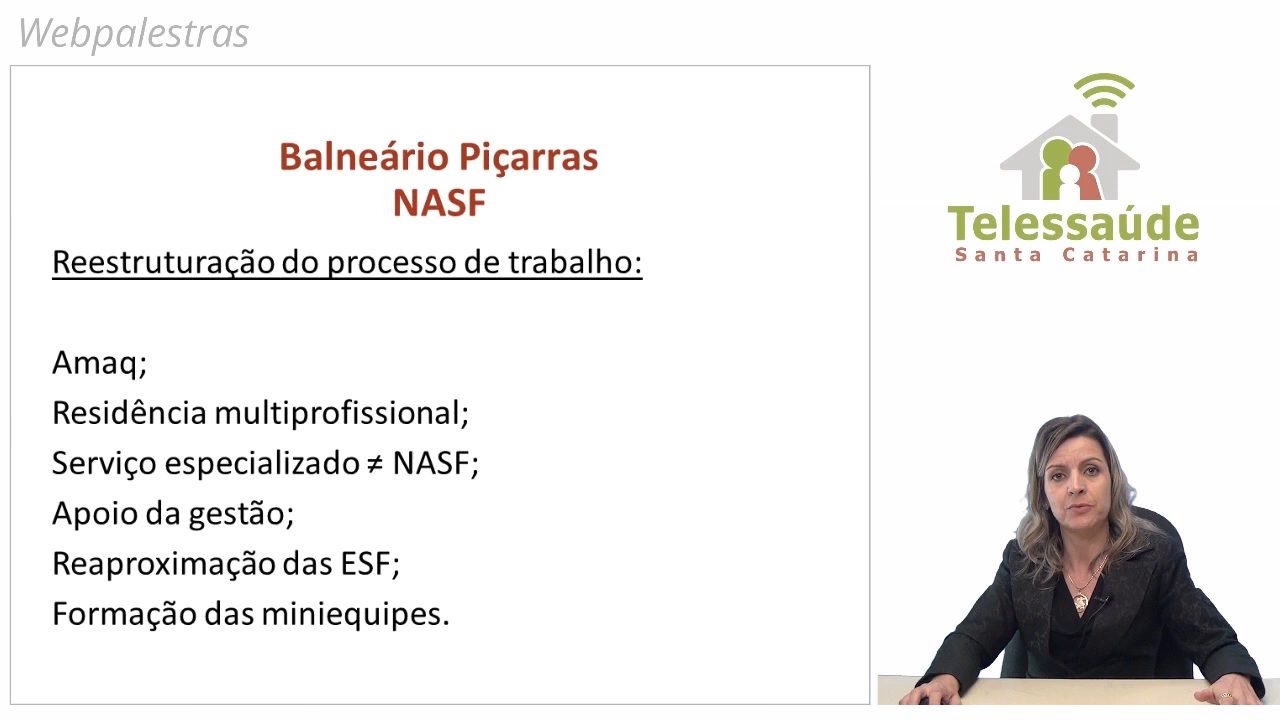 Webpalestras
Balneário Piçarras
NASF
Reestruturação do processo de trabalho:
Amaq;
Residência multiprofissional;
Serviço especializado ≠ NASF;
Apoio da gestão;
Reaproximação das ESF;
Formação das miniequipes.
Telessaúde
Santa Catarina